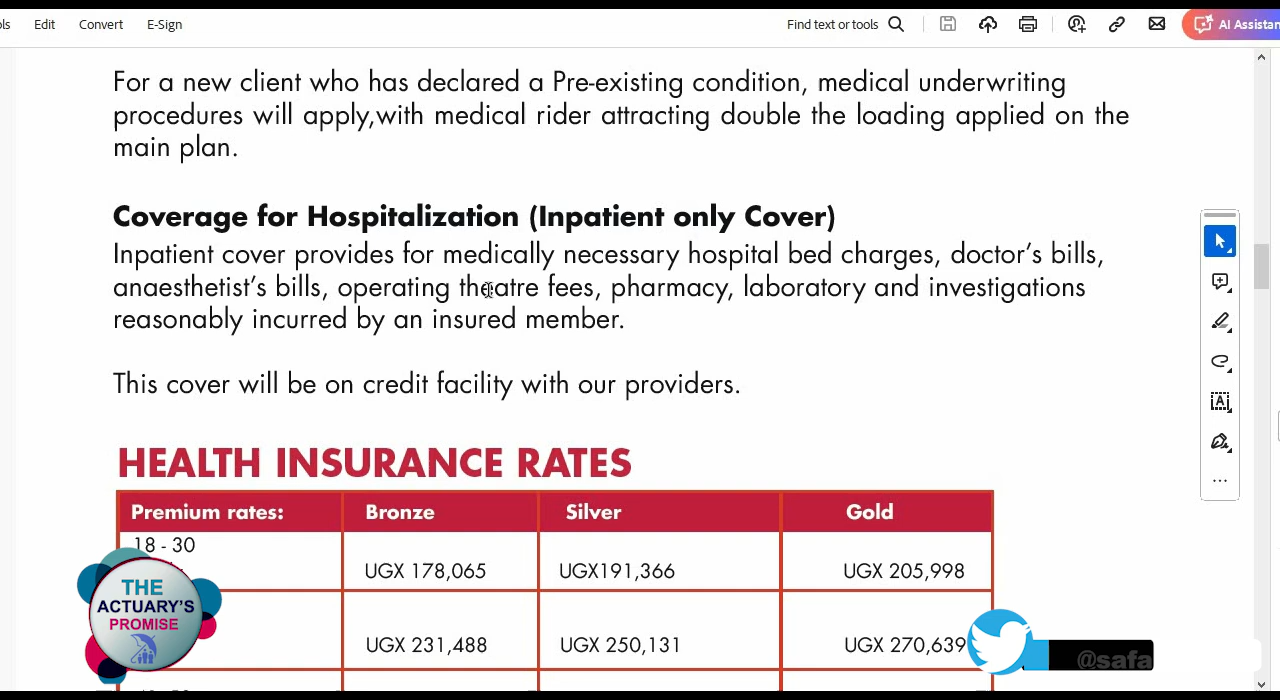 ols Edit Convert E-Sign Find text or tools AI Assistan
For a new client who has declared a Pre-existing condition, medical underwriting
procedures will apply,with medical rider attracting double the loading applied on the
main plan.
Coverage for Hospitalization (Inpatient only Cover)
Inpatient cover provides for medically necessary hospital bed charges, doctor's bills,
anaesthetist's bills, operating theatre fees, pharmacy, laboratory and investigations
reasonably incurred by an insured member.
This cover will be on credit facility with our providers.
HEALTH INSURANCE RATES
Premium rates: Bronze Silver Gold
18 - 30
UGX 178,065 UGX191,366 UGX 205,998
UGX 231,488 UGX 250,131 UGX 270,639
THE
ACTUARY'S
PROMISE
@safa